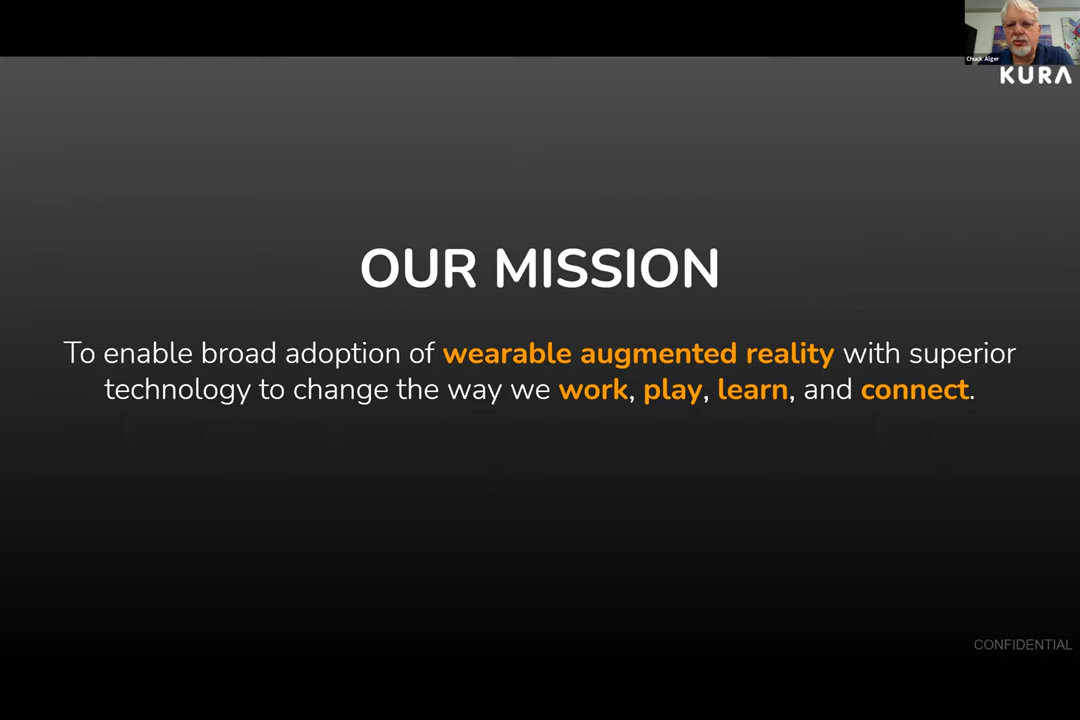 Chuck Alger
KURA
OUR MISSION
To enable broad adoption of wearable augmented reality with superior
technology to change the way we work, play, learn, and connect.
CONFIDENTIAL